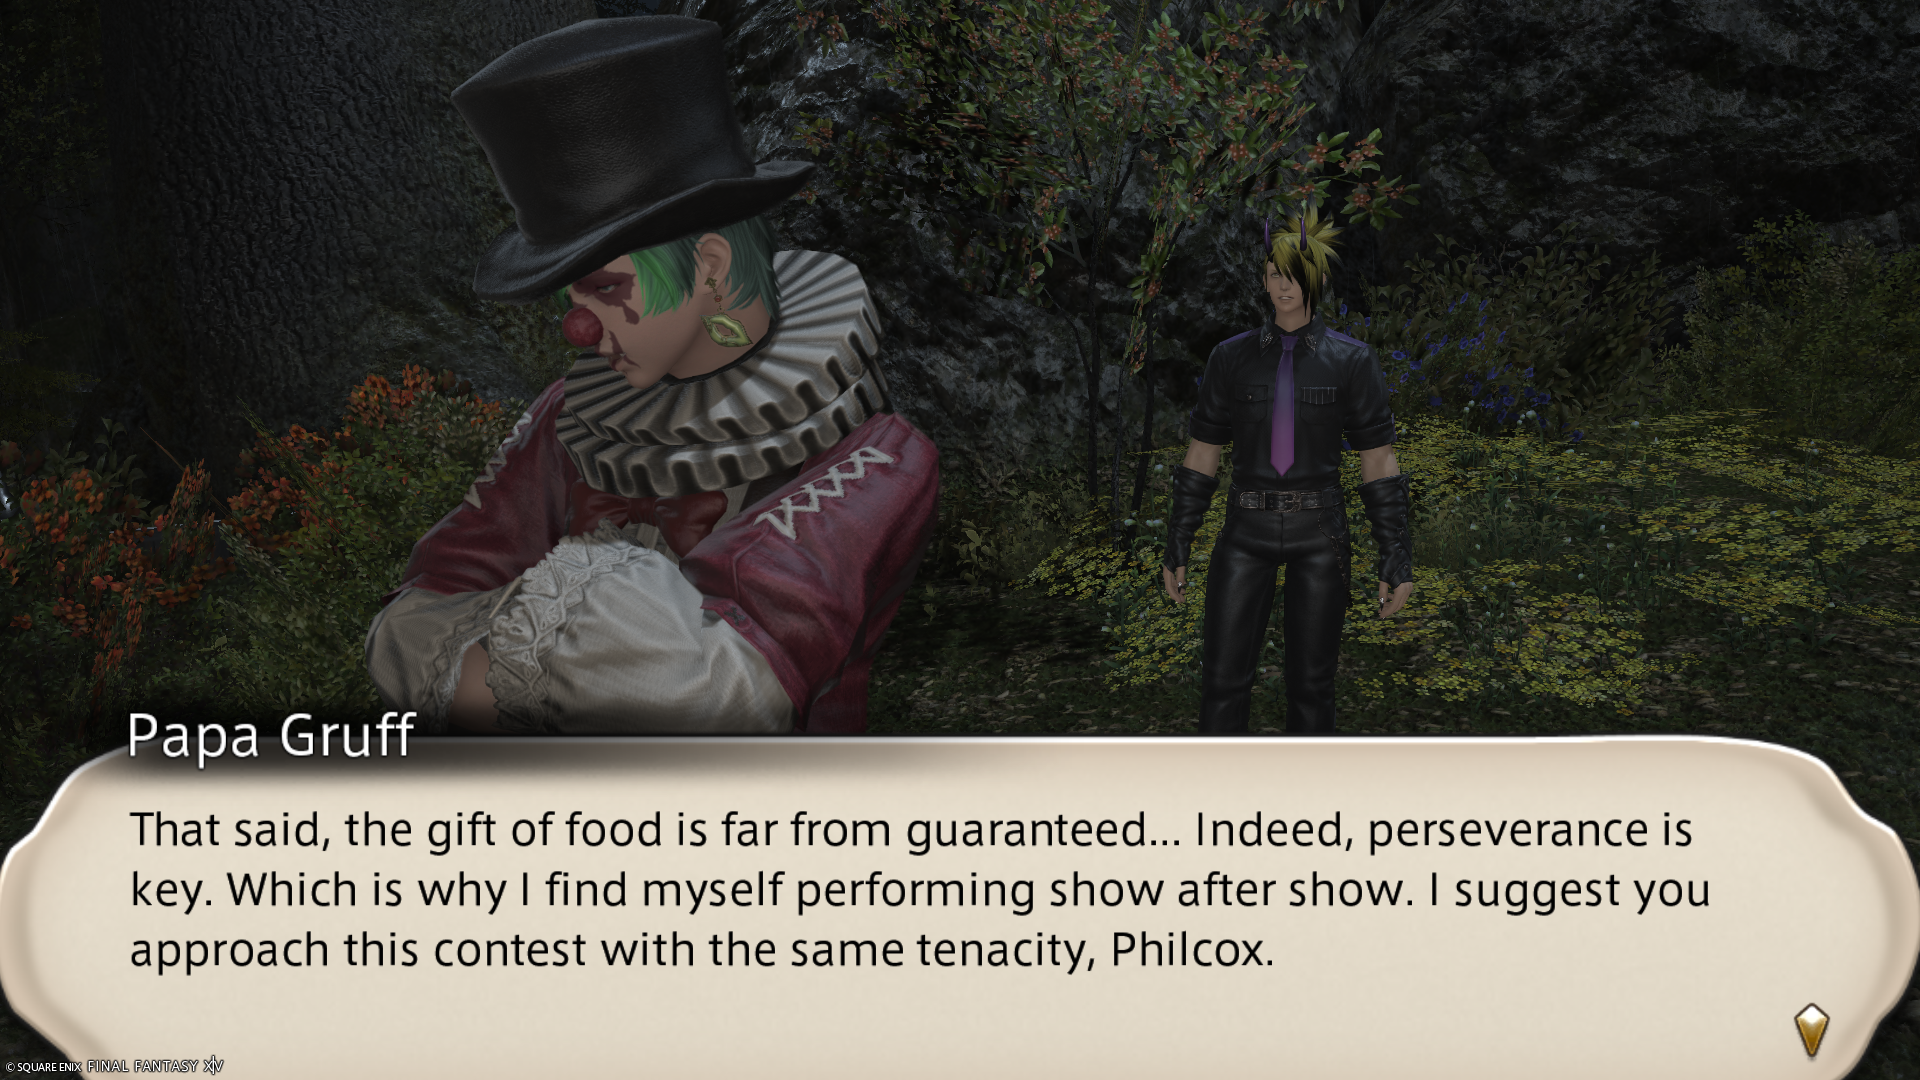 Papa Gruff
That said, the gift of food is far from guaranteed... Indeed, perseverance is
key. Which is why I find myself performing show after show. I suggest you
approach this contest with the same tenacity, Philcox.
© SQUARE ENIX FINAL FANTASY XIV